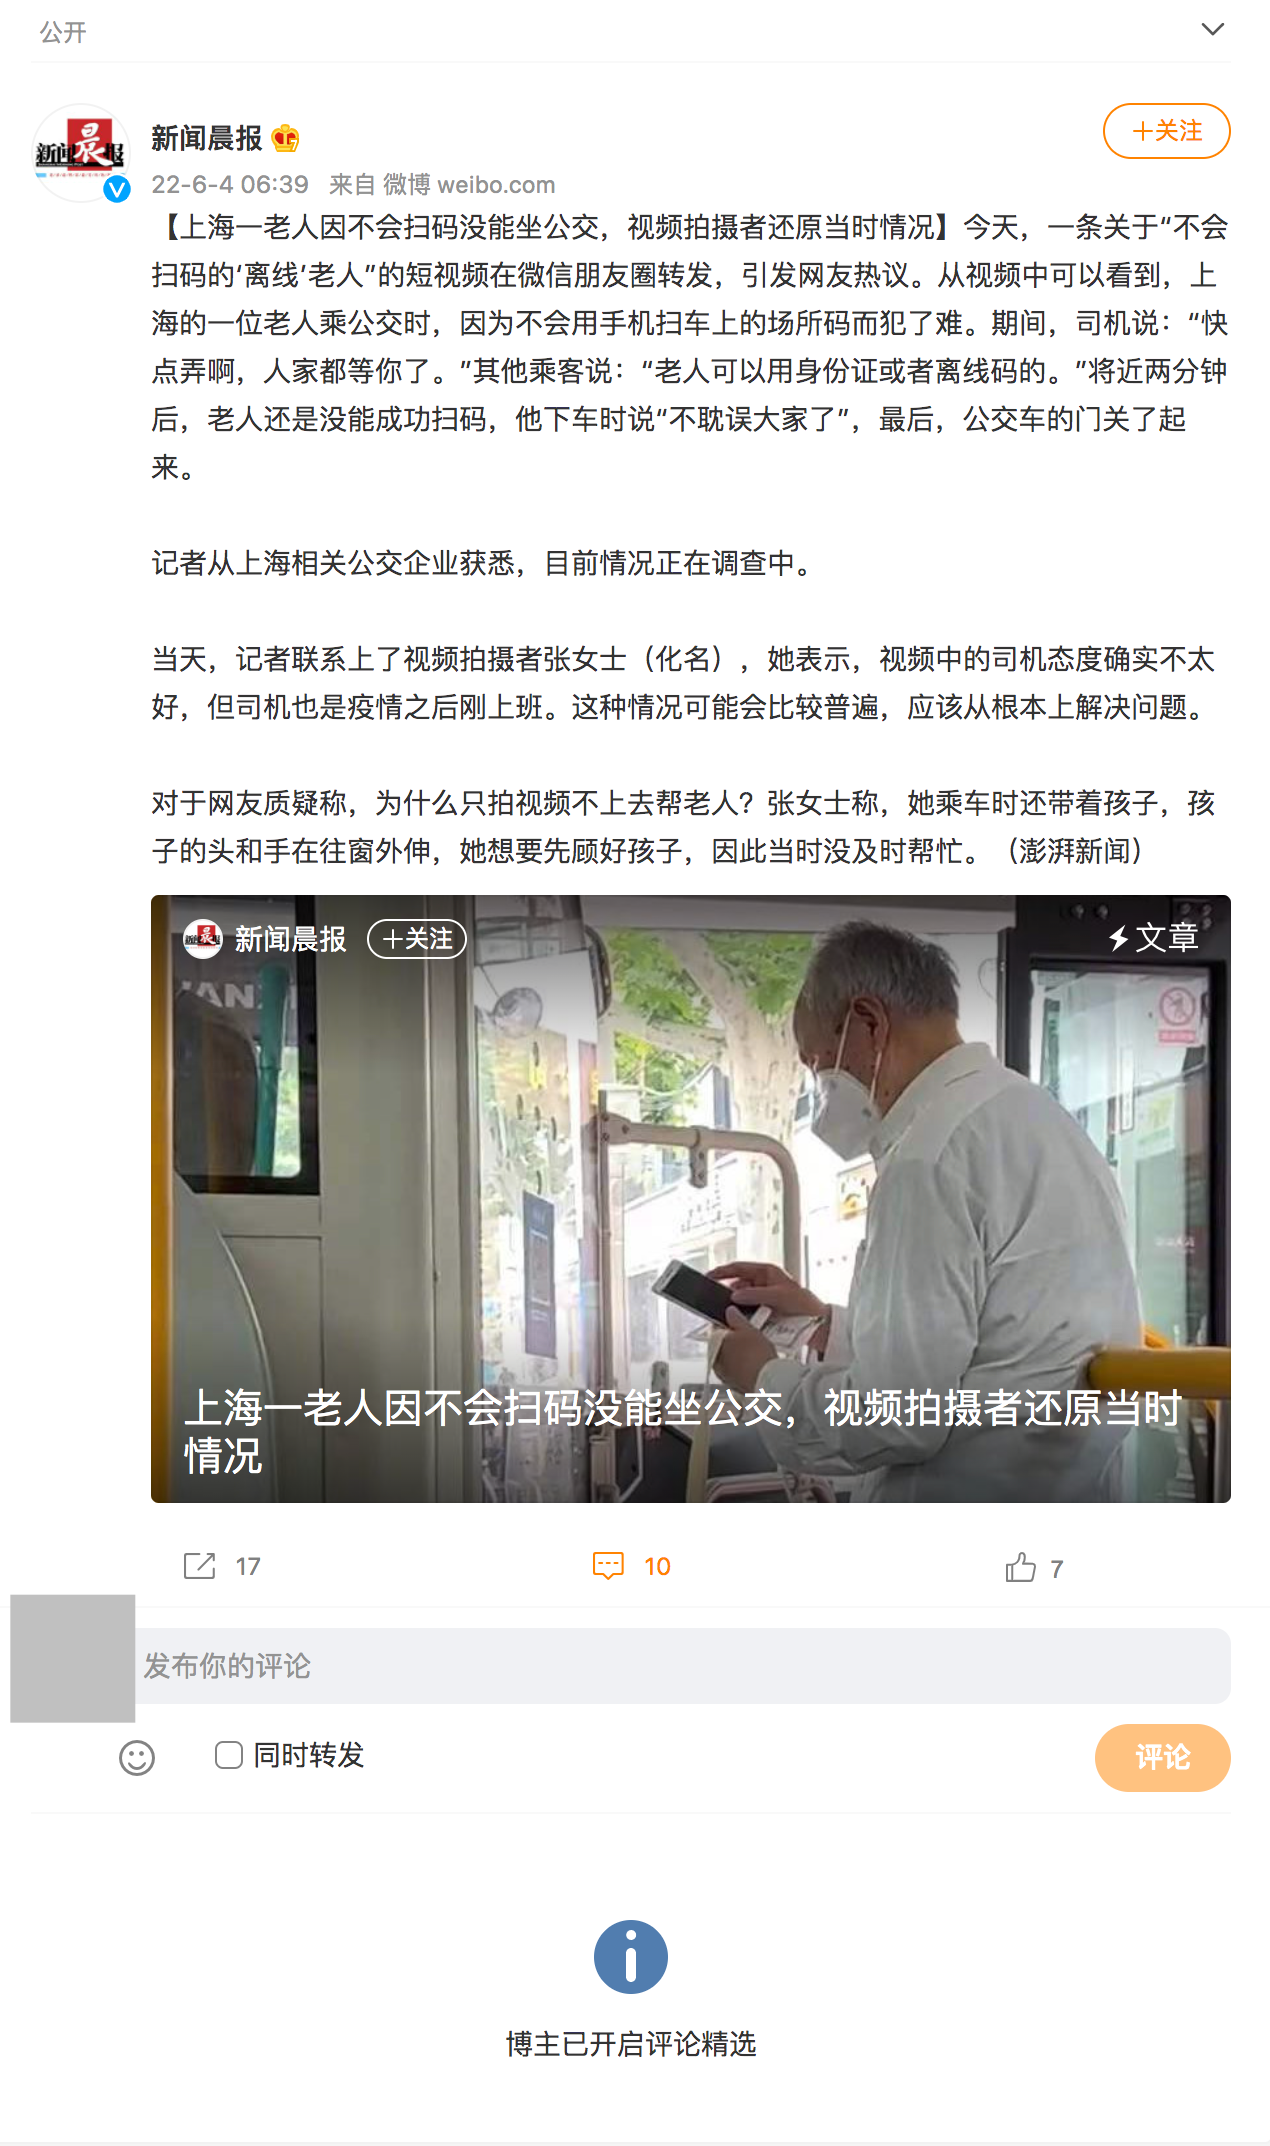 公开
新闻晨报
+关注
22-6-4 06:39 来自 微博 weibo.com
【上海一老人因不会扫码没能坐公交，视频拍摄者还原当时情况】今天，一条关于“不会
扫码的‘离线’老人”的短视频在微信朋友圈转发，引发网友热议。从视频中可以看到，上
海的一位老人乘公交时，因为不会用手机扫车上的场所码而犯了难。期间，司机说：“快
点弄啊，人家都等你了。”其他乘客说：“老人可以用身份证或者离线码的。”将近两分钟
后，老人还是没能成功扫码，他下车时说“不耽误大家了”，最后，公交车的门关了起
来。
记者从上海相关公交企业获悉，目前情况正在调查中。
当天，记者联系上了视频拍摄者张女士（化名），她表示，视频中的司机态度确实不太
好，但司机也是疫情之后刚上班。这种情况可能会比较普遍，应该从根本上解决问题。
对于网友质疑称，为什么只拍视频不上去帮老人？张女士称，她乘车时还带着孩子，孩
子的头和手在往窗外伸，她想要先顾好孩子，因此当时没及时帮忙。（澎湃新闻）
新闻晨报 +关注 文章
上海一老人因不会扫码没能坐公交，视频拍摄者还原当时
情况
17 10 7
发布你的评论
同时转发 评论
博主已开启评论精选